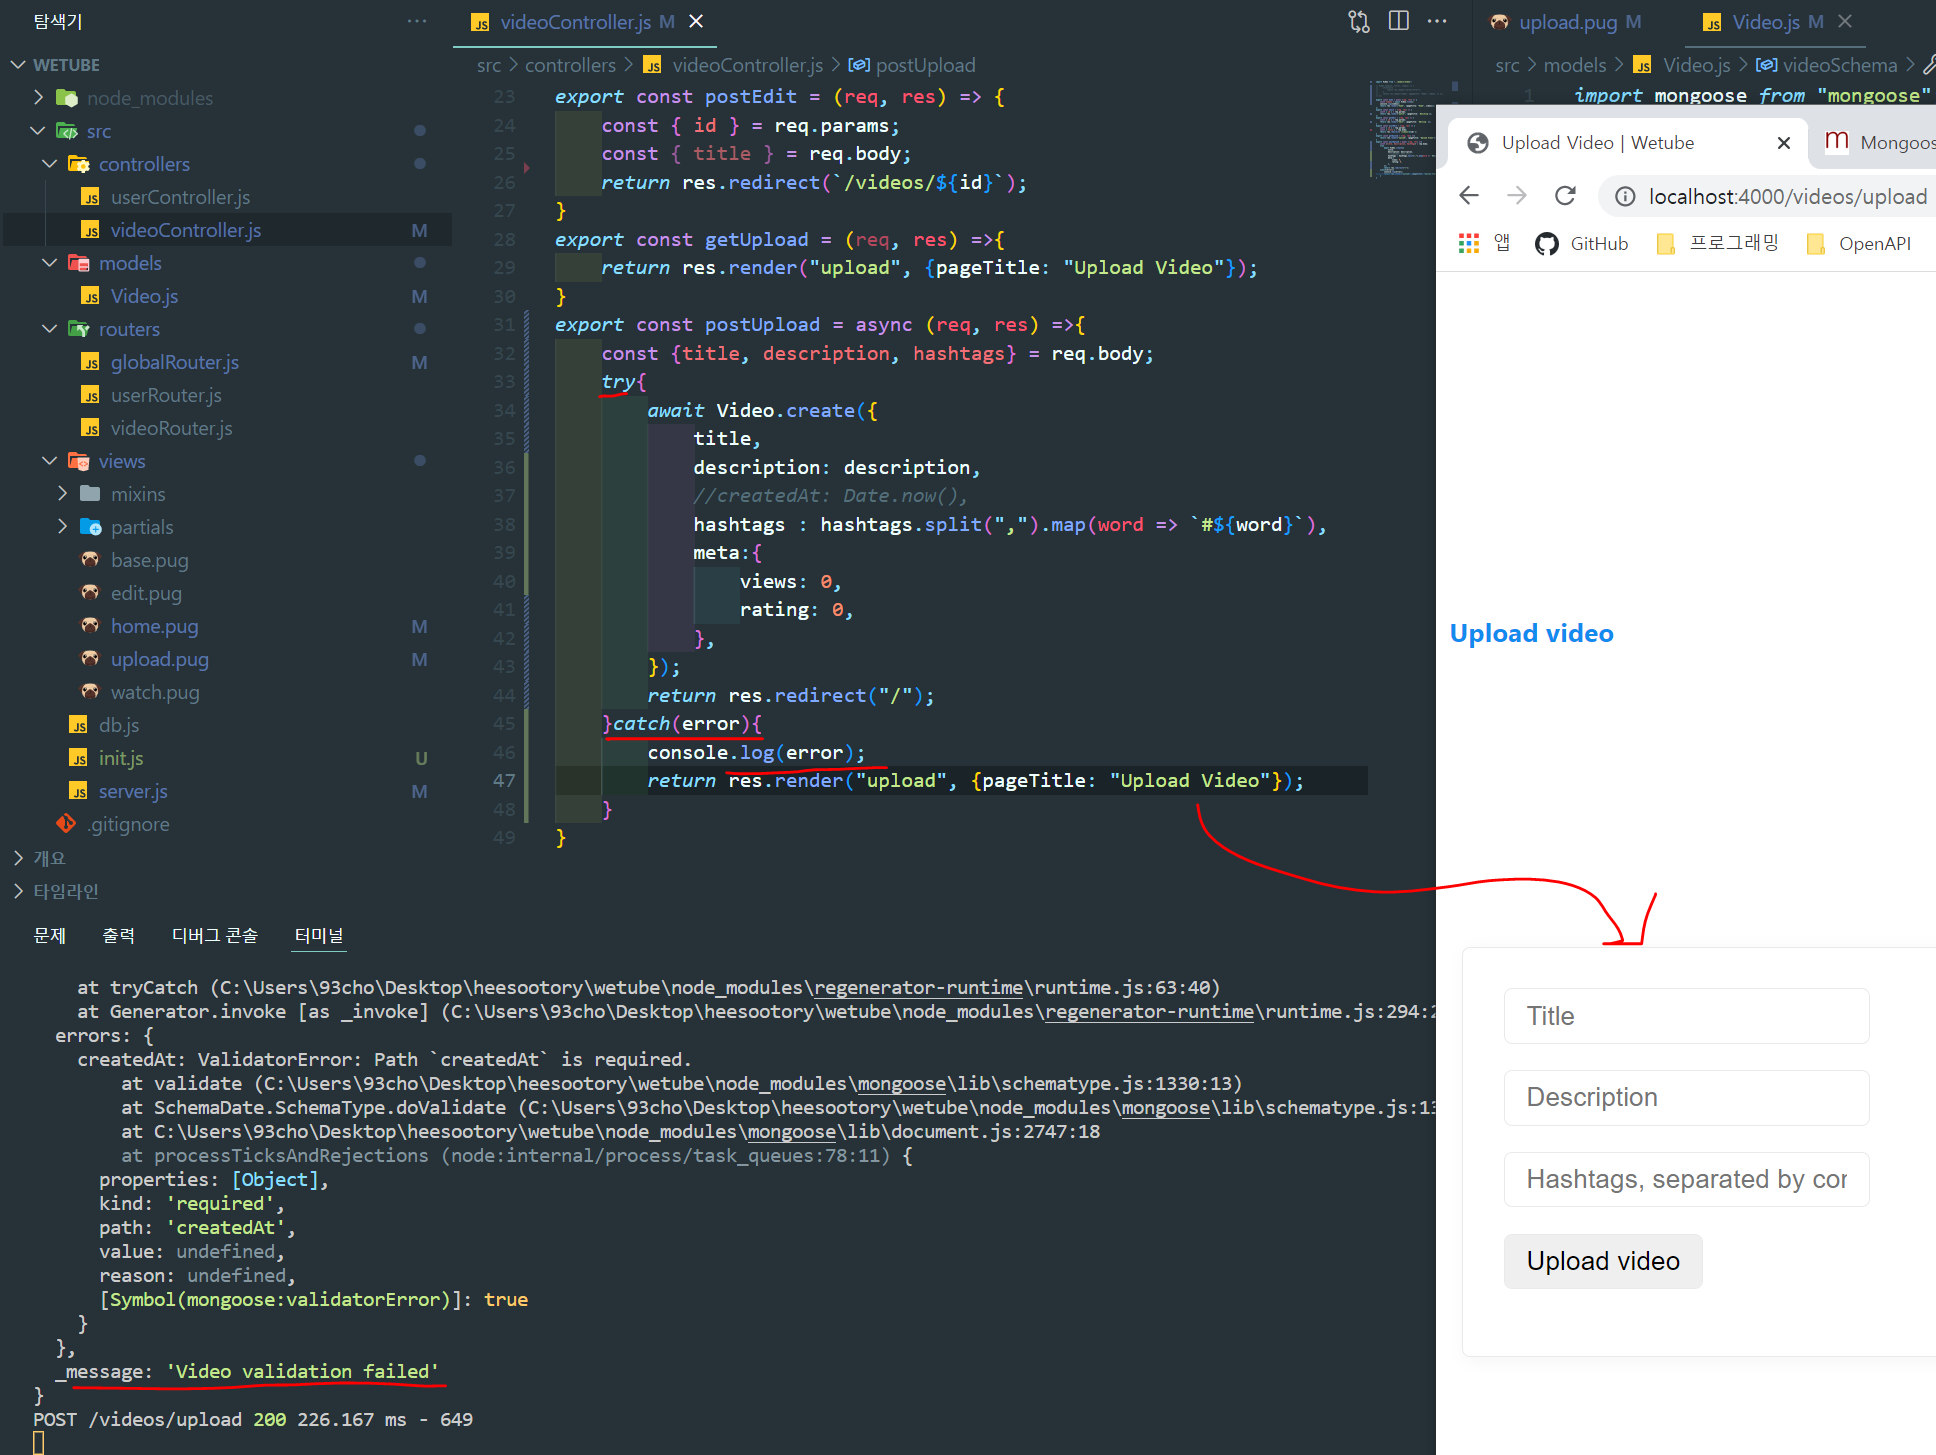 탐색기
WETUBE
node_modules
src
controllers
userController.js
videoController.js M
models
Video.js M
routers
globalRouter.js M
userRouter.js
videoRouter.js
views
mixins
partials
base.pug
edit.pug
home.pug M
upload.pug M
watch.pug
db.js
init.js U
server.js M
.gitignore
개요
타임라인
videoController.js M
src > controllers > videoController.js > postUpload
23 export const postEdit = (req, res) => {
24 const { id } = req.params;
25 const { title } = req.body;
26 return res.redirect(`/videos/${id}`);
27 }
28 export const getUpload = (req, res) =>{
29 return res.render("upload", {pageTitle: "Upload Video"});
30 }
31 export const postUpload = async (req, res) =>{
32 const {title, description, hashtags} = req.body;
33 try{
34 await Video.create({
35 title,
36 description: description,
37 //createdAt: Date.now(),
38 hashtags : hashtags.split(",").map(word => `#${word}`),
39 meta:{
40 views: 0,
41 rating: 0,
42 },
43 });
44 return res.redirect("/");
45 }catch(error){
46 console.log(error);
47 return res.render("upload", {pageTitle: "Upload Video"});
48 }
49 }
upload.pug M
Video.js M
src > models > Video.js > videoSchema >
1 import mongoose from "mongoose"
Upload Video | Wetube
Mongoos
localhost:4000/videos/upload
앱
GitHub
프로그래밍
OpenAPI
Upload video
Title
Description
Hashtags, separated by cor
Upload video
문제 출력 디버그 콘솔 터미널
at tryCatch (C:\Users\93cho\Desktop\heesootory\wetube\node_modules\regenerator-runtime\runtime.js:63:40)
at Generator.invoke [as _invoke] (C:\Users\93cho\Desktop\heesootory\wetube\node_modules\regenerator-runtime\runtime.js:294:2
errors: {
createdAt: ValidatorError: Path `createdAt` is required.
at validate (C:\Users\93cho\Desktop\heesootory\wetube\node_modules\mongoose\lib\schematype.js:1330:13)
at SchemaDate.SchemaType.doValidate (C:\Users\93cho\Desktop\heesootory\wetube\node_modules\mongoose\lib\schematype.js:13
at C:\Users\93cho\Desktop\heesootory\wetube\node_modules\mongoose\lib\document.js:2747:18
at processTicksAndRejections (node:internal/process/task_queues:78:11) {
properties: [Object],
kind: 'required',
path: 'createdAt',
value: undefined,
reason: undefined,
[Symbol(mongoose:validatorError)]: true
}
},
_message: 'Video validation failed'
}
POST /videos/upload 200 226.167 ms - 649